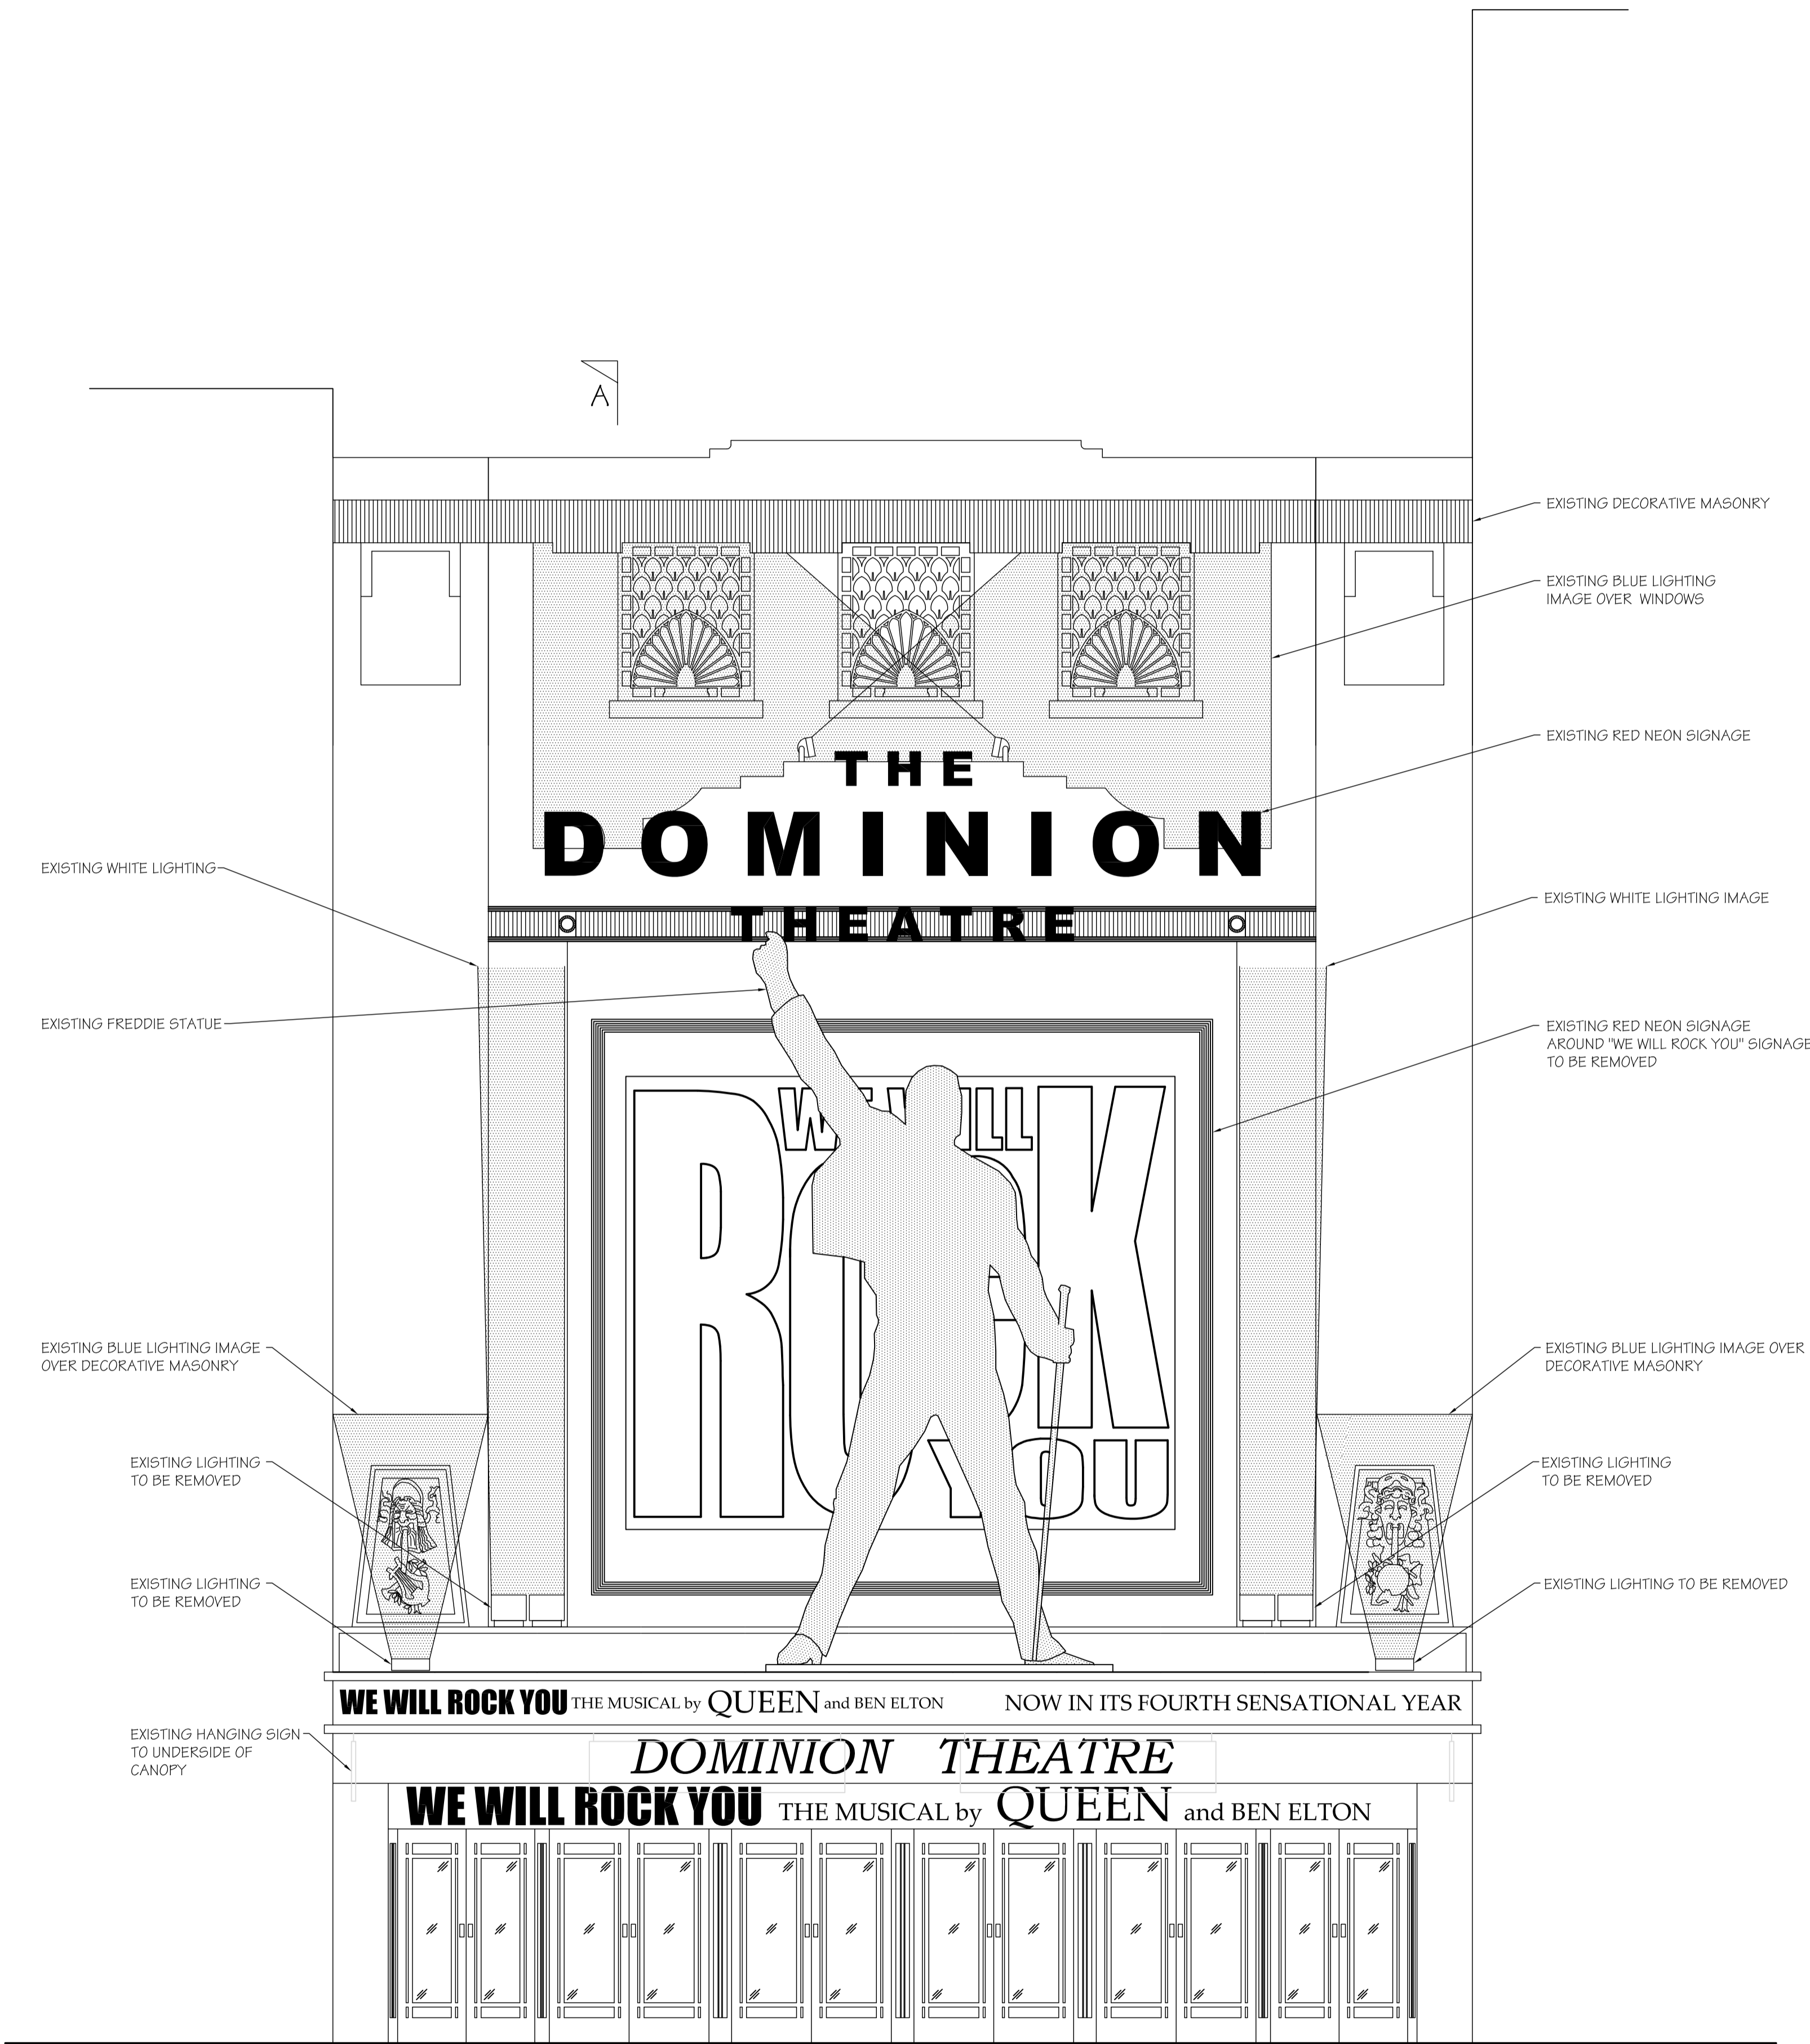 A
EXISTING DECORATIVE MASONRY
EXISTING BLUE LIGHTING
IMAGE OVER WINDOWS
EXISTING RED NEON SIGNAGE
THE
DOMINION
THEATRE
EXISTING WHITE LIGHTING
EXISTING WHITE LIGHTING IMAGE
EXISTING FREDDIE STATUE
EXISTING RED NEON SIGNAGE
AROUND "WE WILL ROCK YOU" SIGNAGE
TO BE REMOVED
WE WILL
ROCK
YOU
EXISTING BLUE LIGHTING IMAGE
OVER DECORATIVE MASONRY
EXISTING BLUE LIGHTING IMAGE OVER
DECORATIVE MASONRY
EXISTING LIGHTING
TO BE REMOVED
EXISTING LIGHTING
TO BE REMOVED
EXISTING LIGHTING
TO BE REMOVED
EXISTING LIGHTING TO BE REMOVED
WE WILL ROCK YOU THE MUSICAL by QUEEN and BEN ELTON NOW IN ITS FOURTH SENSATIONAL YEAR
EXISTING HANGING SIGN
TO UNDERSIDE OF
CANOPY
DOMINION THEATRE
WE WILL ROCK YOU THE MUSICAL by QUEEN and BEN ELTON